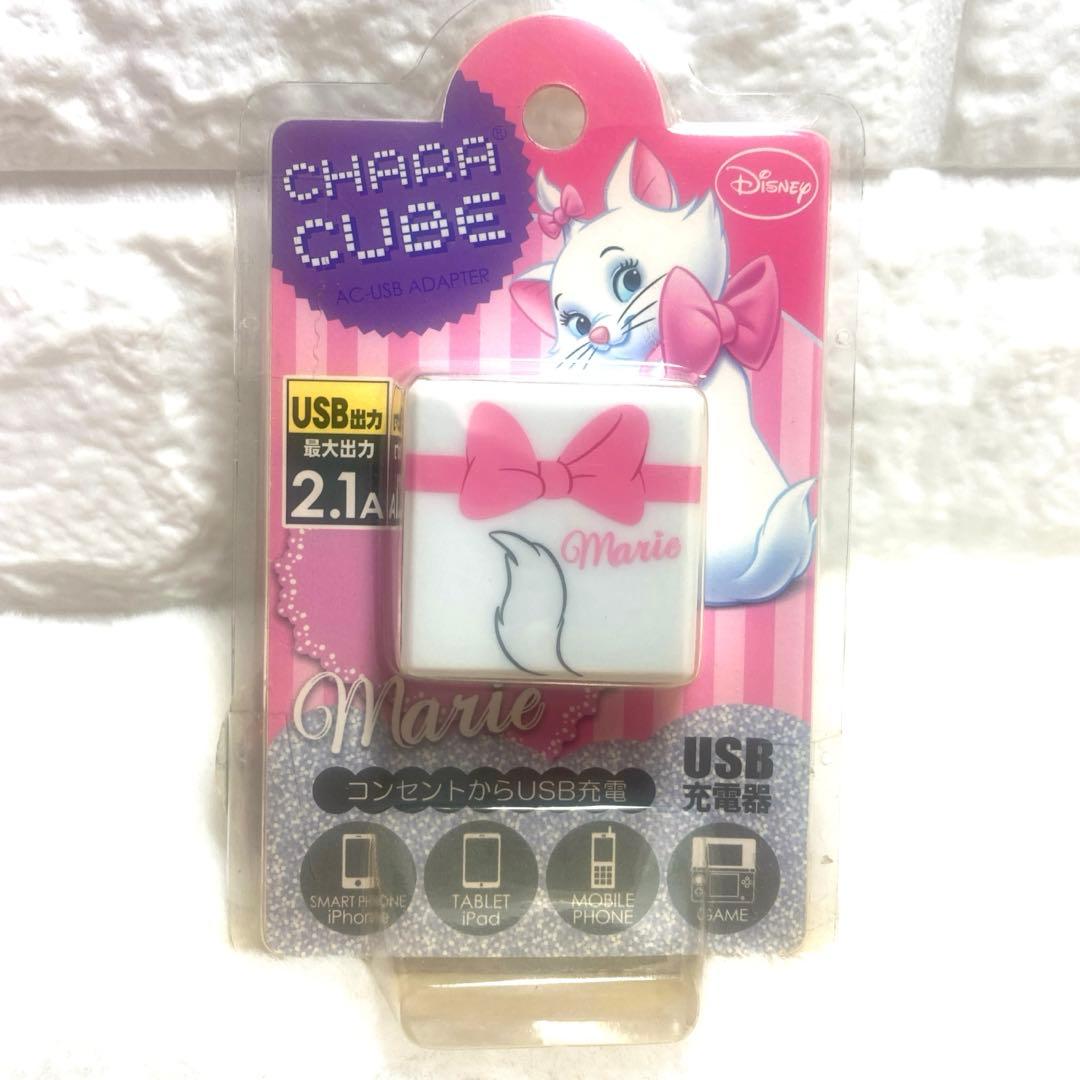 CHARA®
CUBE
AC-USB ADAPTER
Disney
USB出力
最大出力
2.1A
Marie
Marie
コンセントからUSB充電
USB
充電器
SMART PHONE
iPhone
TABLET
iPad
MOBILE
PHONE
GAME